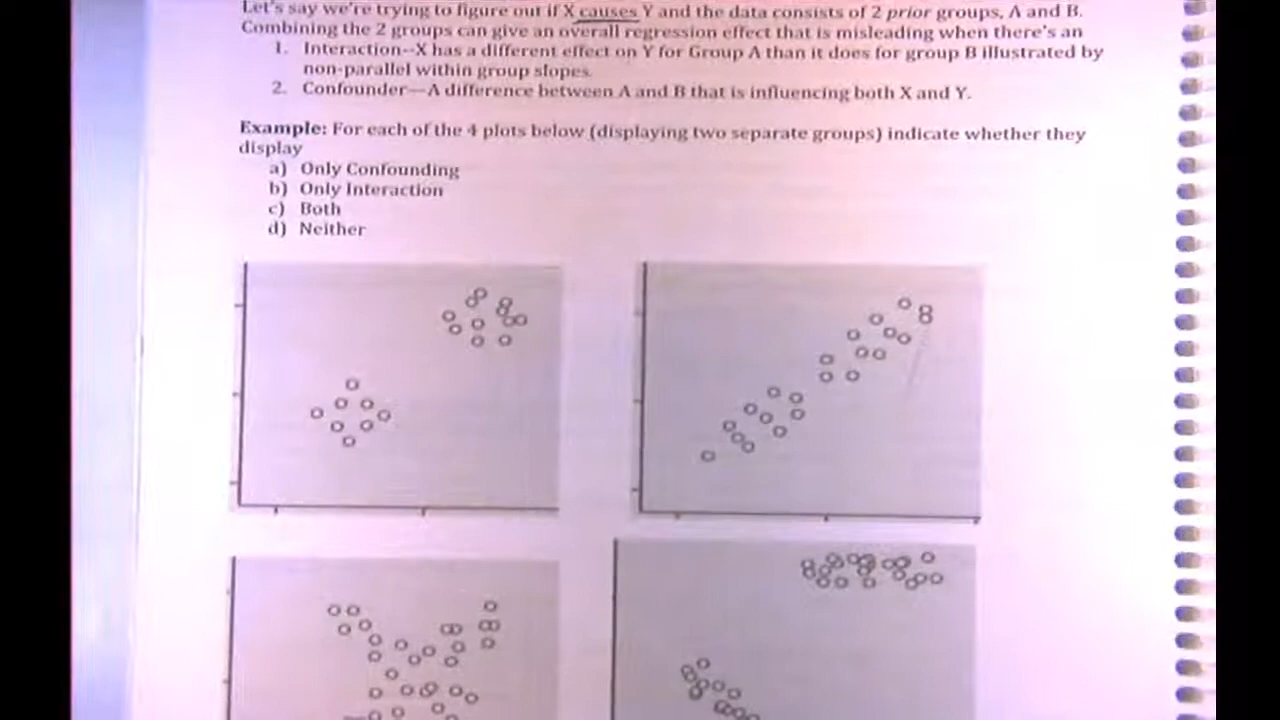 Let's say we're trying to figure out if X causes Y and the data consists of 2 prior groups, A and B.
Combining the 2 groups can give an overall regression effect that is misleading when there's an
1. Interaction--X has a different effect on Y for Group A than it does for group B illustrated by
non-parallel within group slopes.
2. Confounder—A difference between A and B that is influencing both X and Y.
Example: For each of the 4 plots below (displaying two separate groups) indicate whether they
display
a) Only Confounding
b) Only Interaction
c) Both
d) Neither